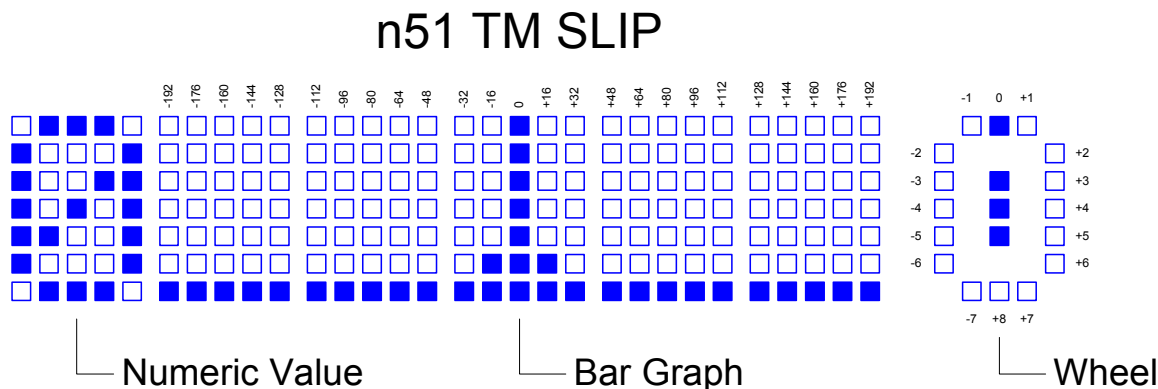 n51 TM SLIP
-192 -176 -160 -144 -128 -112 -96 -80 -64 -48 -32 -16 0 +16 +32 +48 +64 +80 +96 +112 +128 +144 +160 +176 +192
-1 0 +1
-2 +2
-3 +3
-4 +4
-5 +5
-6 +6
-7 +8 +7
Numeric Value Bar Graph Wheel